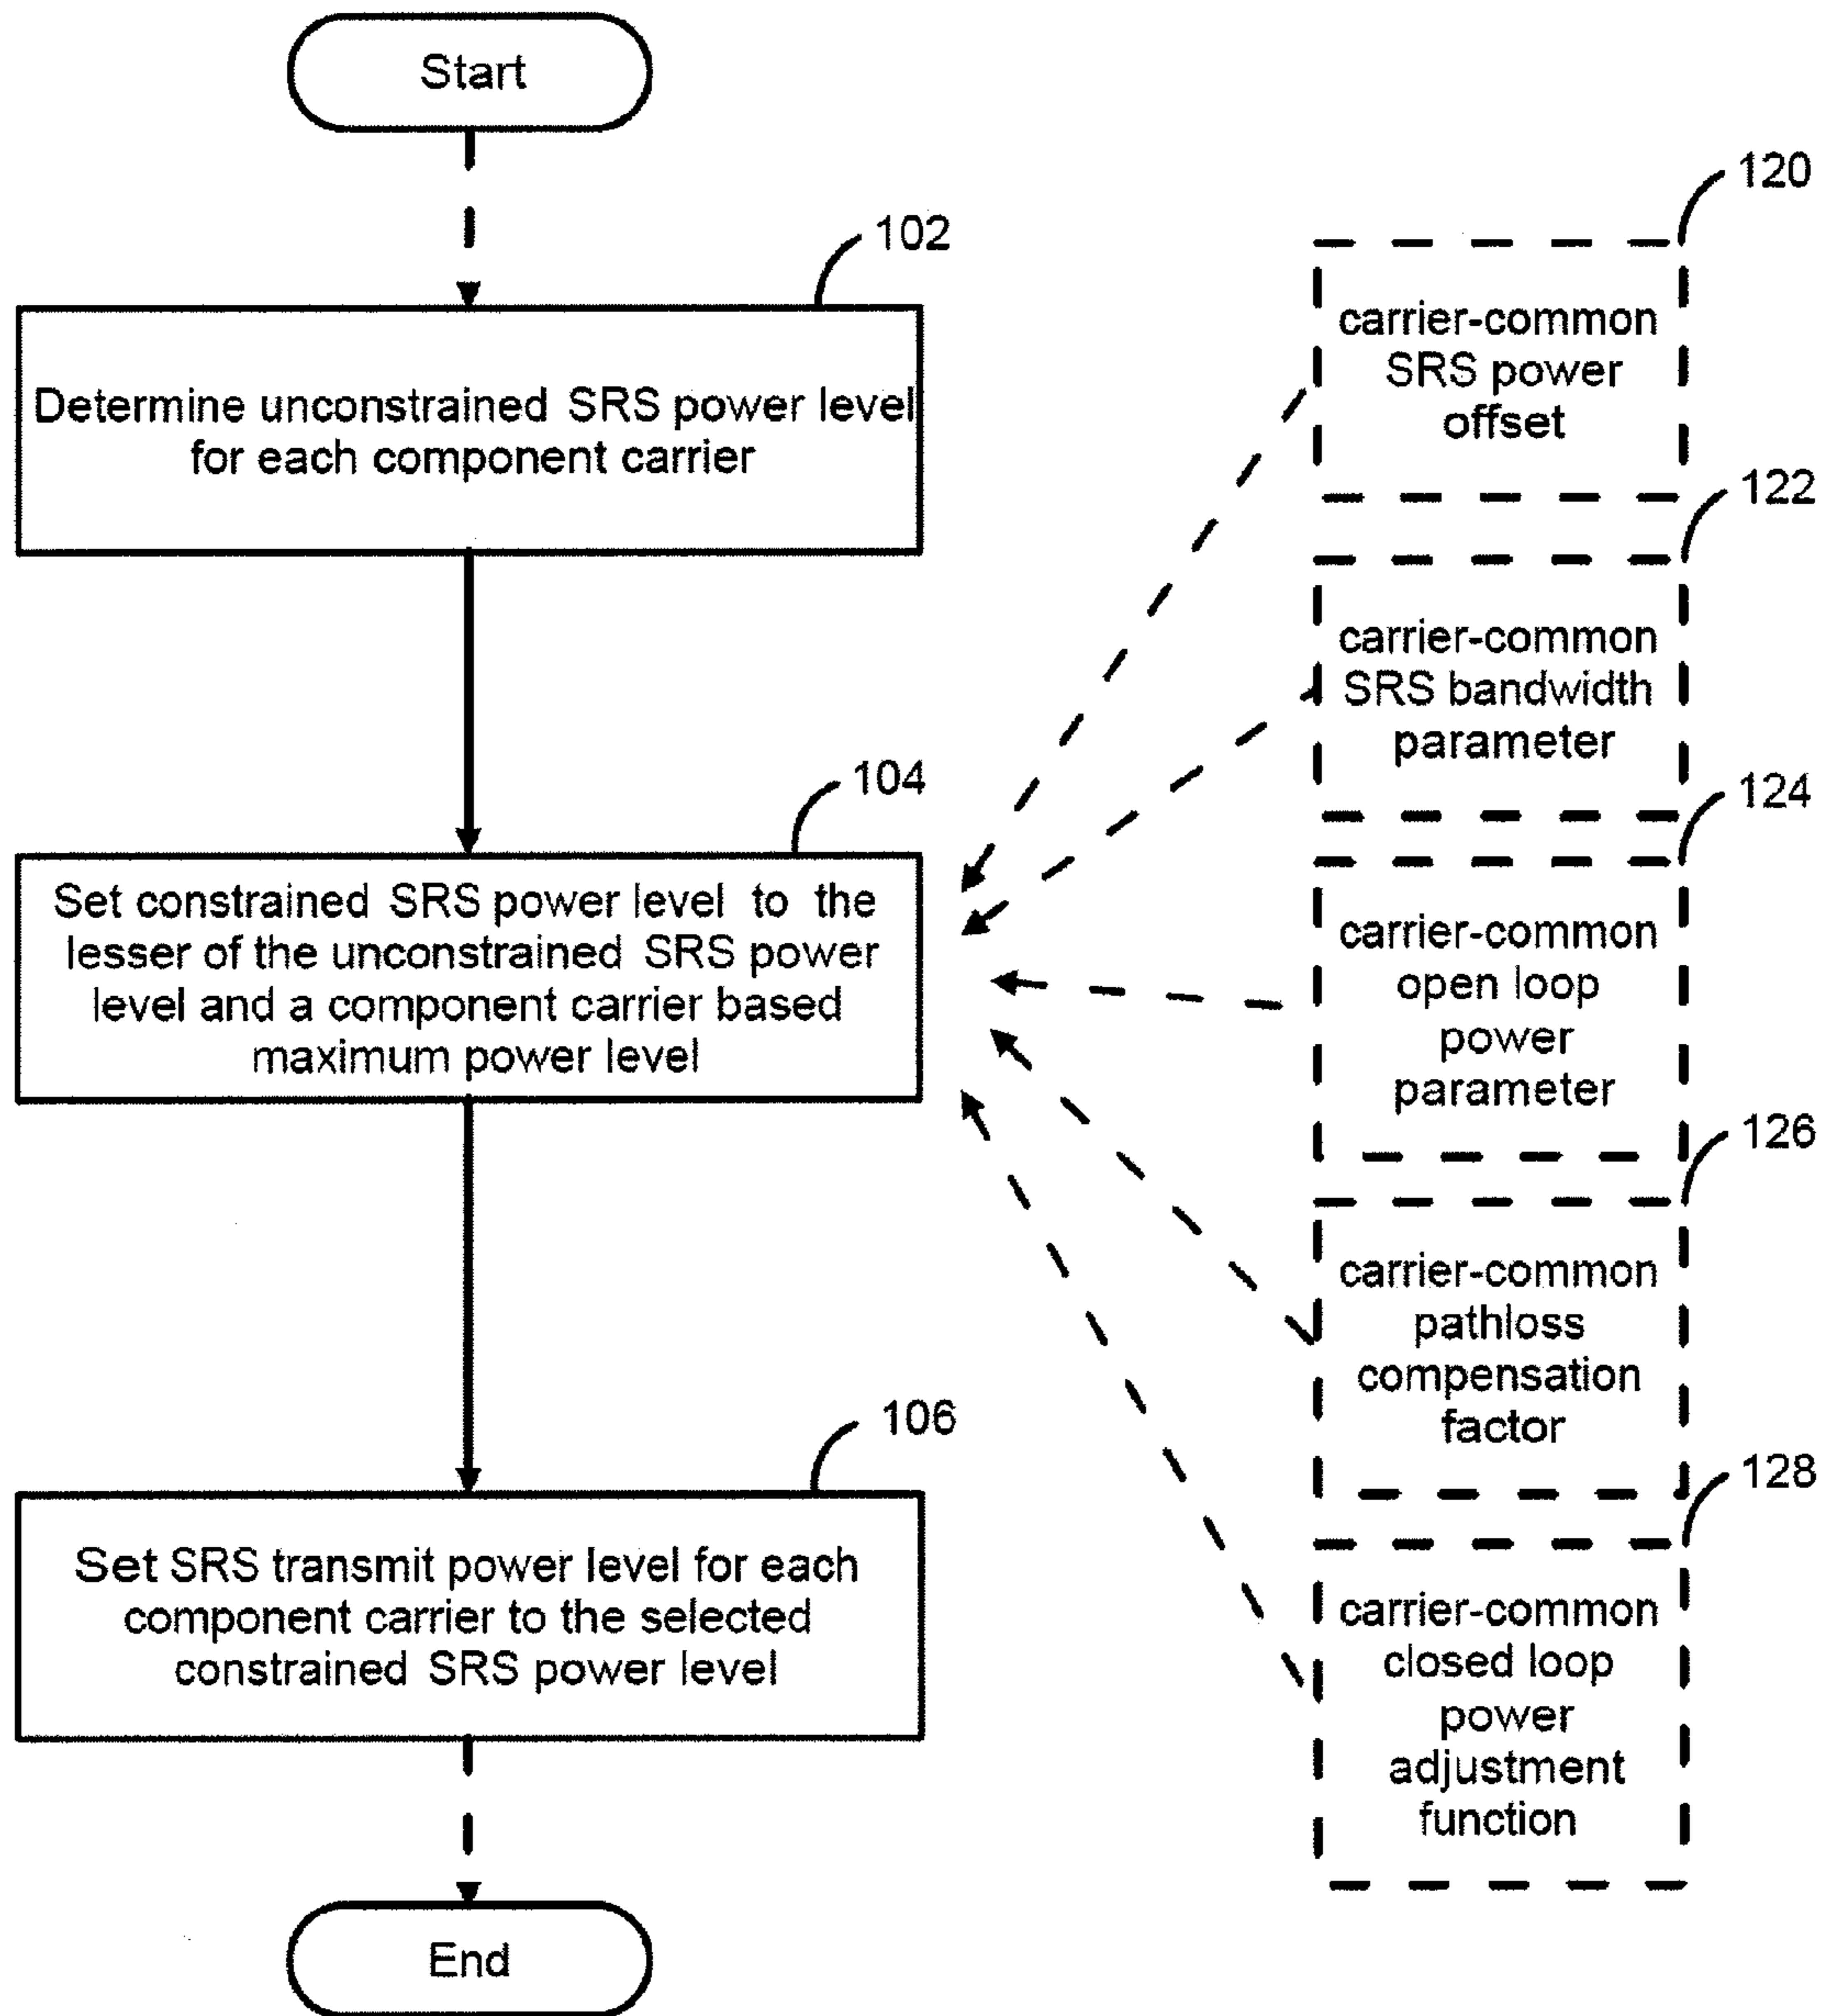 Start
102
Determine unconstrained SRS power level
for each component carrier
104
Set constrained SRS power level to the
lesser of the unconstrained SRS power
level and a component carrier based
maximum power level
106
Set SRS transmit power level for each
component carrier to the selected
constrained SRS power level
End
120
carrier-common
SRS power
offset
122
carrier-common
SRS bandwidth
parameter
124
carrier-common
open loop
power
parameter
126
carrier-common
pathloss
compensation
factor
128
carrier-common
closed loop
power
adjustment
function